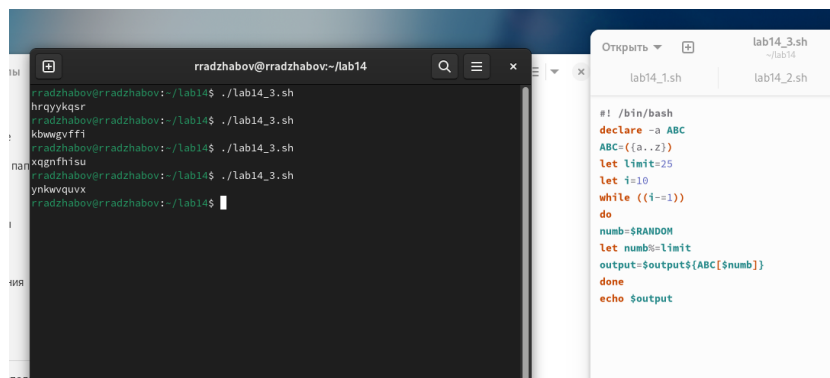 лы
пап
ния
rradzhabov@rradzhabov:~/lab14
rradzhabov@rradzhabov:~/lab14$ ./lab14_3.sh
hrqyykqsr
rradzhabov@rradzhabov:~/lab14$ ./lab14_3.sh
kbwwgvffi
rradzhabov@rradzhabov:~/lab14$ ./lab14_3.sh
xqgnfhisu
rradzhabov@rradzhabov:~/lab14$ ./lab14_3.sh
ynkwvquvx
rradzhabov@rradzhabov:~/lab14$
Открыть
lab14_3.sh
~/lab14
lab14_1.sh lab14_2.sh
#! /bin/bash
declare -a ABC
ABC=({a..z})
let limit=25
let i=10
while ((i-=1))
do
numb=$RANDOM
let numb%=limit
output=$output${ABC[$numb]}
done
echo $output